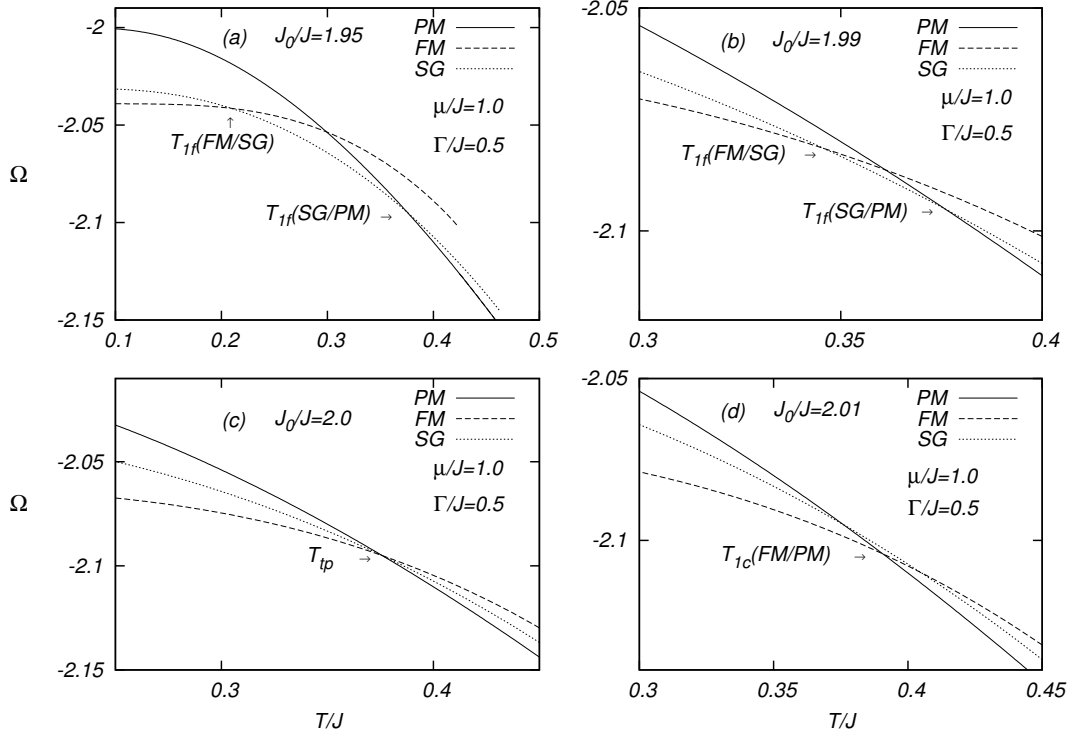 (a) J0/J=1.95
PM
FM
SG
μ/J=1.0
Γ/J=0.5
T1f(FM/SG)
T1f(SG/PM)
Ω
-2
-2.05
-2.1
-2.15
0.1 0.2 0.3 0.4 0.5
(b) J0/J=1.99
PM
FM
SG
μ/J=1.0
Γ/J=0.5
T1f(FM/SG)
T1f(SG/PM)
-2.05
-2.1
0.3 0.35 0.4
(c) J0/J=2.0
PM
FM
SG
μ/J=1.0
Γ/J=0.5
Ttp
Ω
-2.05
-2.1
-2.15
0.3 0.4
T/J
(d) J0/J=2.01
PM
FM
SG
μ/J=1.0
Γ/J=0.5
T1c(FM/PM)
-2.05
-2.1
0.3 0.35 0.4 0.45
T/J